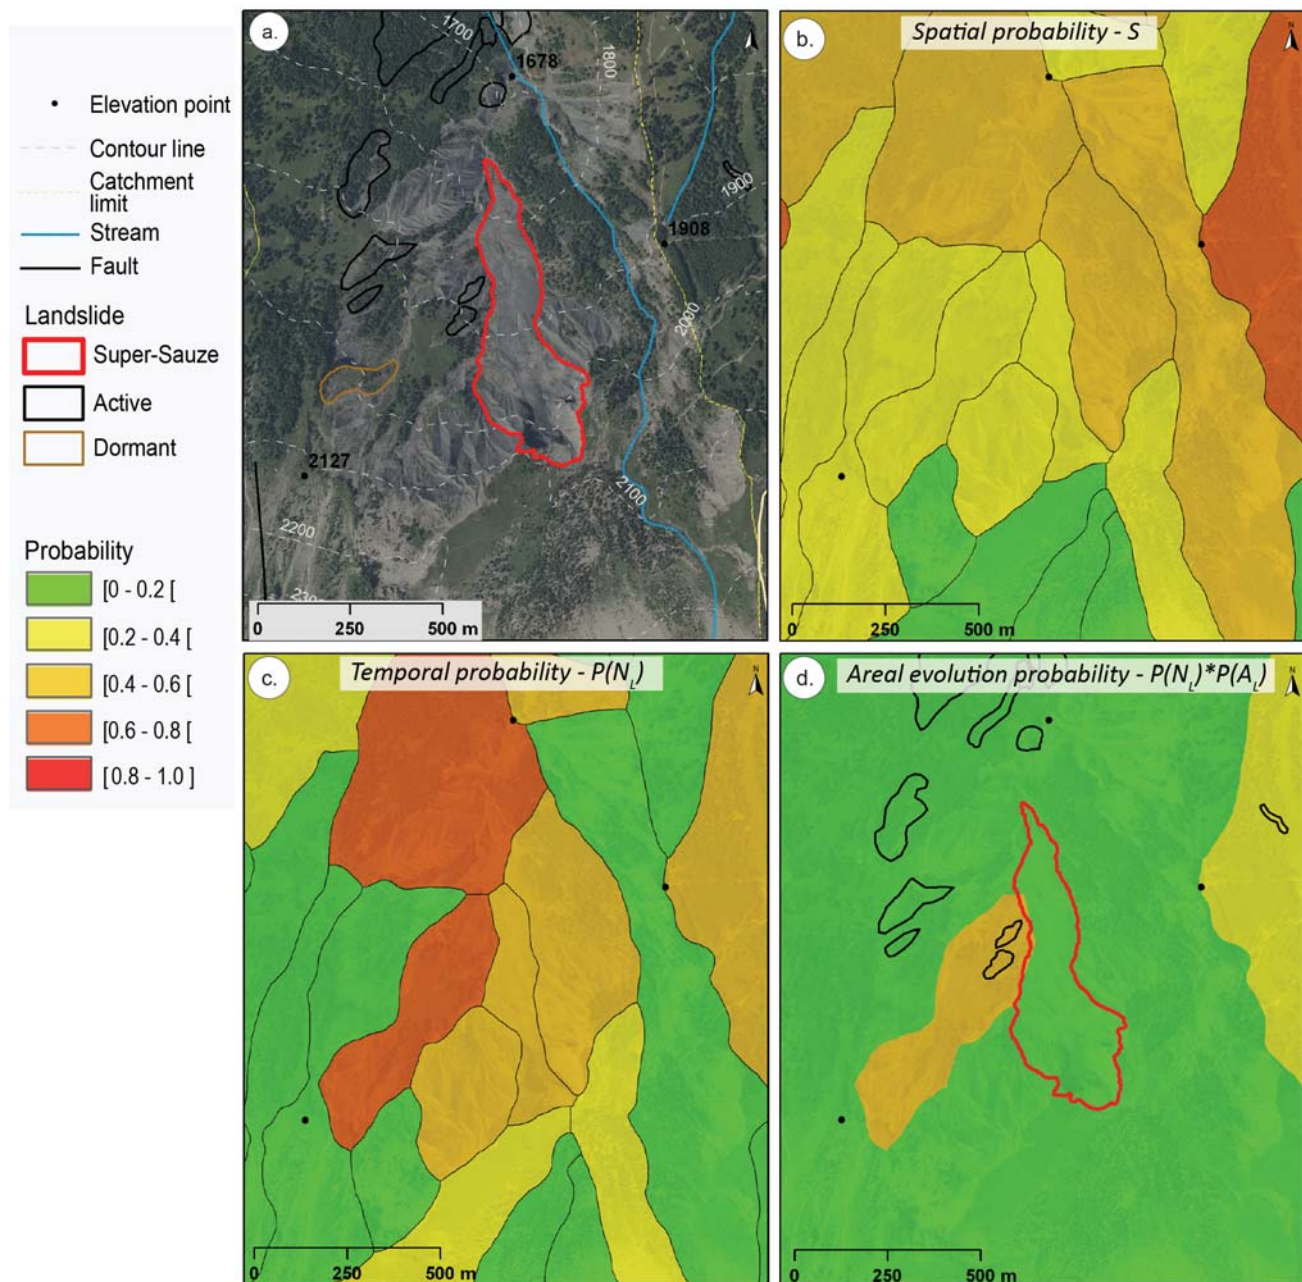 Elevation point
Contour line
Catchment
limit
Stream
Fault
Landslide
Super-Sauze
Active
Dormant
Probability
[0 - 0.2 [
[0.2 - 0.4 [
[0.4 - 0.6 [
[0.6 - 0.8 [
[0.8 - 1.0 ]
a.
1700
1678
1800
1900
1908
2000
2127
2100
2200
0 250 500 m
b.
Spatial probability - S
N
0 250 500 m
c.
Temporal probability - P(N_L)
N
0 250 500 m
d.
Areal evolution probability - P(N_L)*P(A_L)
N
0 250 500 m